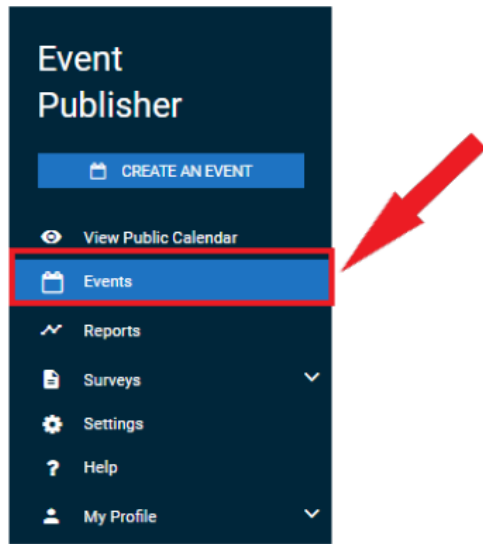 Event
Publisher
CREATE AN EVENT
View Public Calendar
Events
Reports
Surveys
Settings
? Help
My Profile